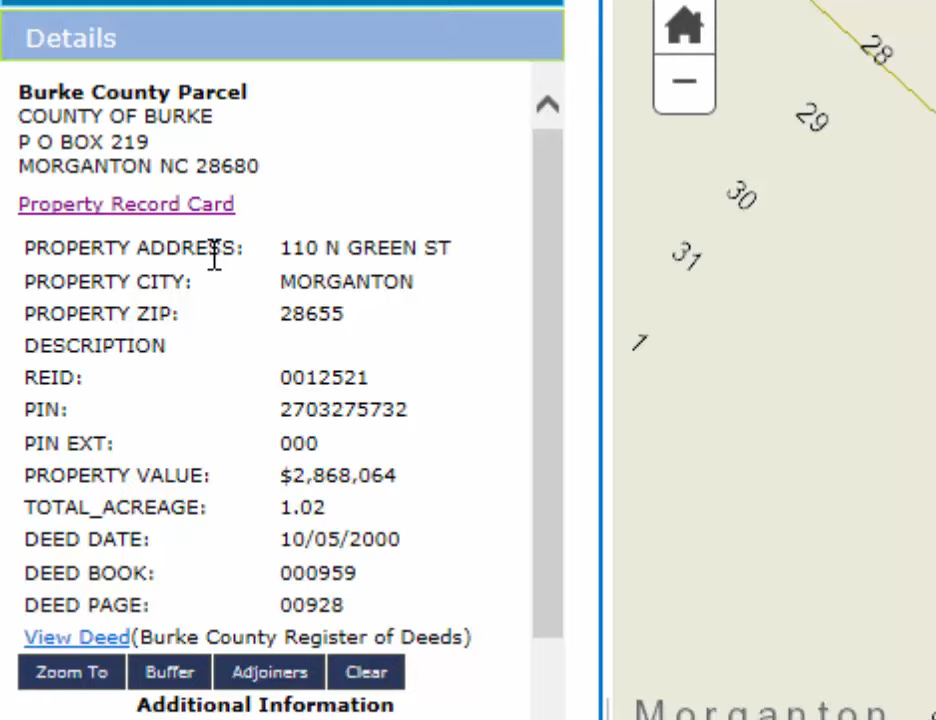 Details
Burke County Parcel
COUNTY OF BURKE
P O BOX 219
MORGANTON NC 28680
Property Record Card
PROPERTY ADDRESS: 110 N GREEN ST
PROPERTY CITY: MORGANTON
PROPERTY ZIP: 28655
DESCRIPTION
REID: 0012521
PIN: 2703275732
PIN EXT: 000
PROPERTY VALUE: $2,868,064
TOTAL_ACREAGE: 1.02
DEED DATE: 10/05/2000
DEED BOOK: 000959
DEED PAGE: 00928
View Deed(Burke County Register of Deeds)
Zoom To Buffer Adjoiners Clear
Additional Information
28
29
30
31
1
Morganton